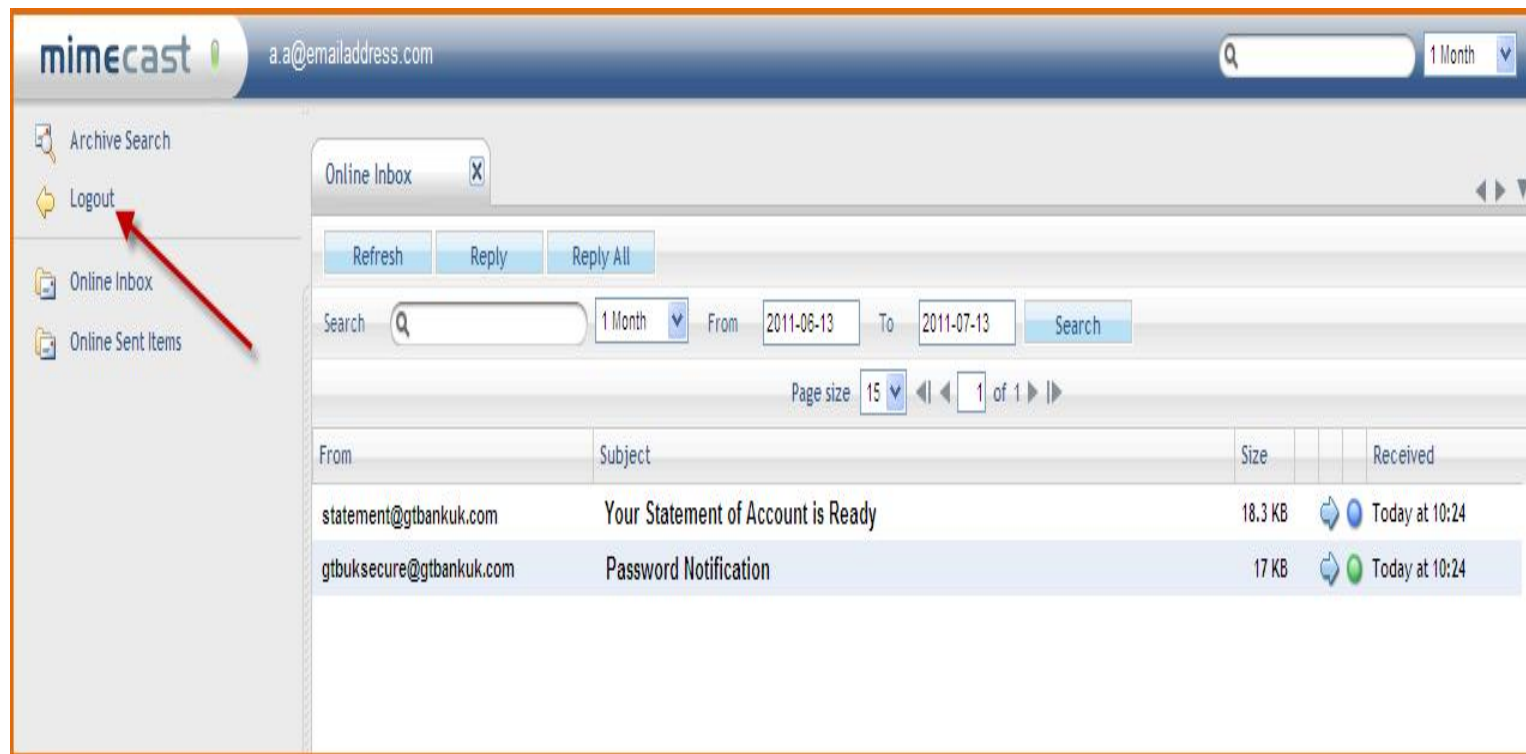 mimecast
a.a@emailaddress.com
1 Month
Archive Search
Logout
Online Inbox
Online Sent Items
Online Inbox
Refresh Reply Reply All
Search 1 Month From 2011-06-13 To 2011-07-13 Search
Page size 15 1 of 1
From Subject Size Received
statement@gtbankuk.com Your Statement of Account is Ready 18.3 KB Today at 10:24
gtbuksecure@gtbankuk.com Password Notification 17 KB Today at 10:24